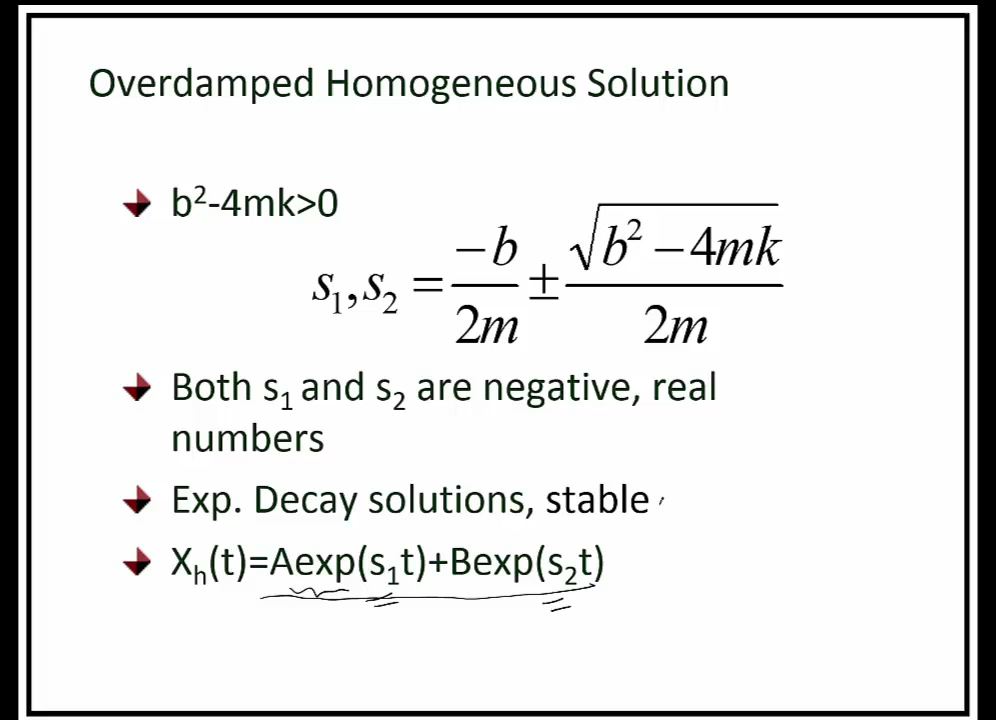 Overdamped Homogeneous Solution
b²-4mk>0
s₁,s₂ = -b/2m ± √(b² - 4mk)/2m
Both s₁ and s₂ are negative, real
numbers
Exp. Decay solutions, stable
Xₕ(t)=Aexp(s₁t)+Bexp(s₂t)